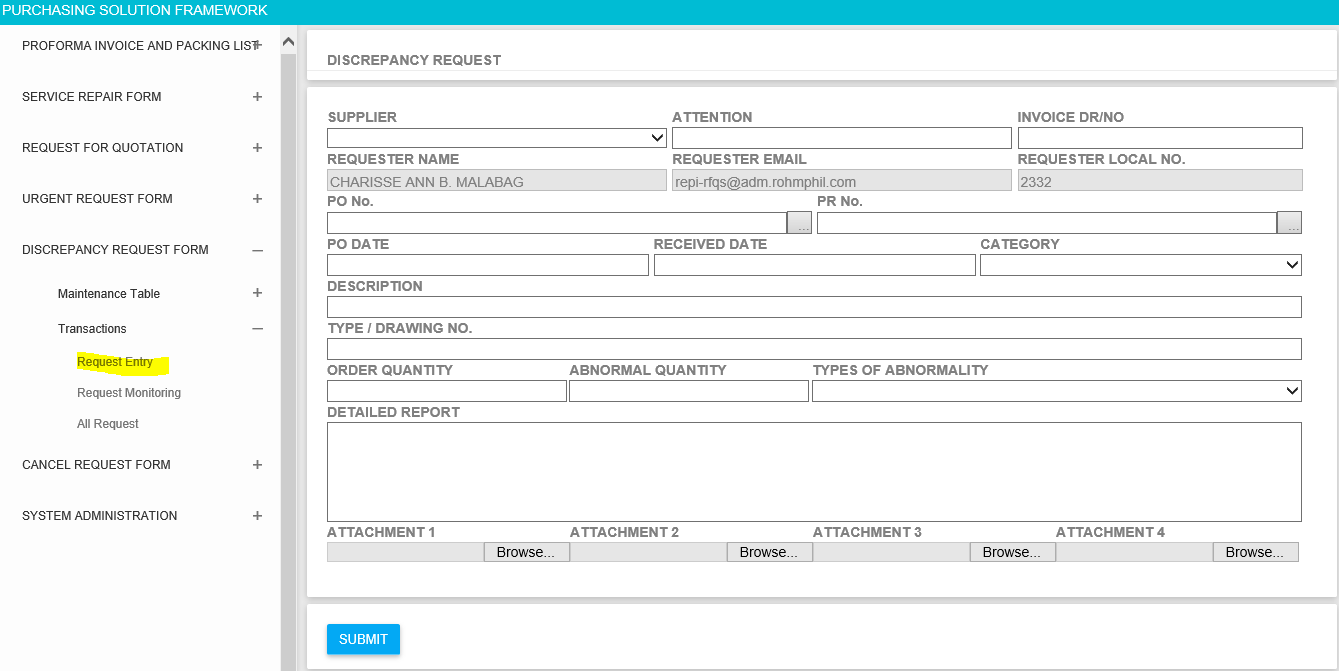 PURCHASING SOLUTION FRAMEWORK
PROFORMA INVOICE AND PACKING LIST +
SERVICE REPAIR FORM +
REQUEST FOR QUOTATION +
URGENT REQUEST FORM +
DISCREPANCY REQUEST FORM —
Maintenance Table +
Transactions —
Request Entry
Request Monitoring
All Request
CANCEL REQUEST FORM +
SYSTEM ADMINISTRATION +
DISCREPANCY REQUEST
SUPPLIER ATTENTION INVOICE DR/NO
REQUESTER NAME REQUESTER EMAIL REQUESTER LOCAL NO.
CHARISSE ANN B. MALABAG repi-rfqs@adm.rohmphil.com 2332
PO No. PR No.
... ...
PO DATE RECEIVED DATE CATEGORY
DESCRIPTION
TYPE / DRAWING NO.
ORDER QUANTITY ABNORMAL QUANTITY TYPES OF ABNORMALITY
DETAILED REPORT
ATTACHMENT 1 ATTACHMENT 2 ATTACHMENT 3 ATTACHMENT 4
Browse... Browse... Browse... Browse...
SUBMIT